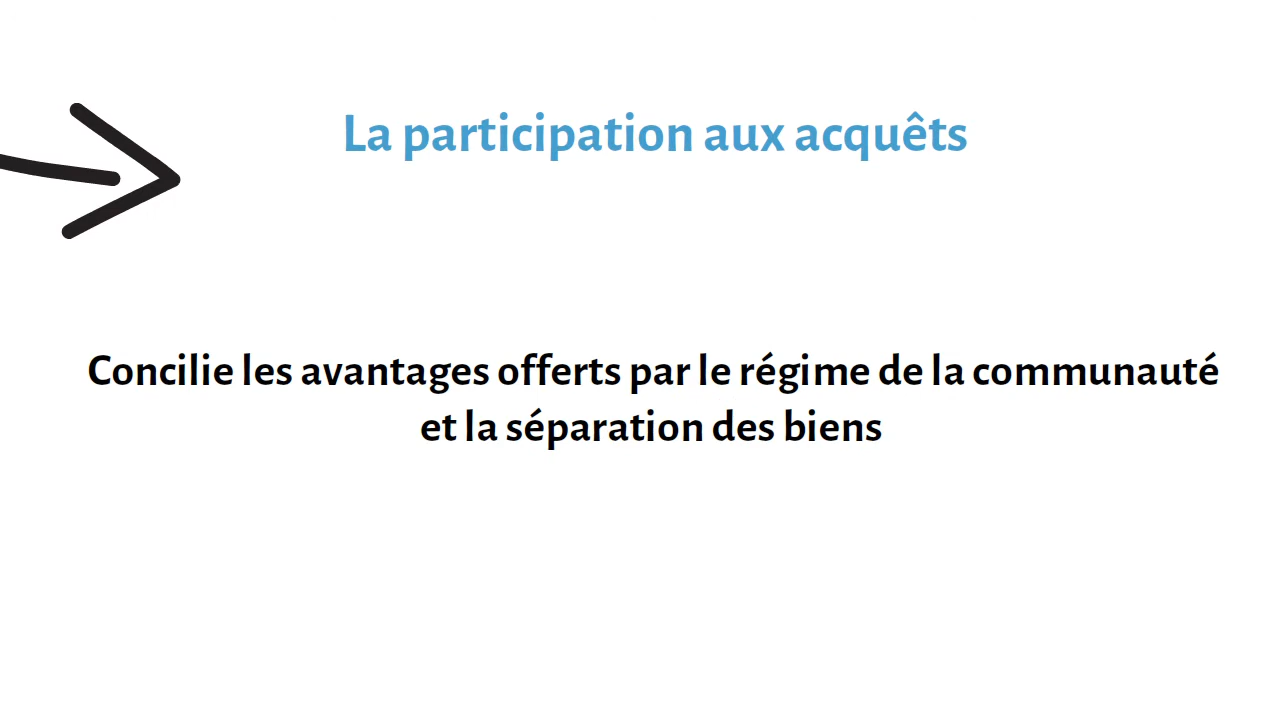 La participation aux acquêts
Concilie les avantages offerts par le régime de la communauté
et la séparation des biens